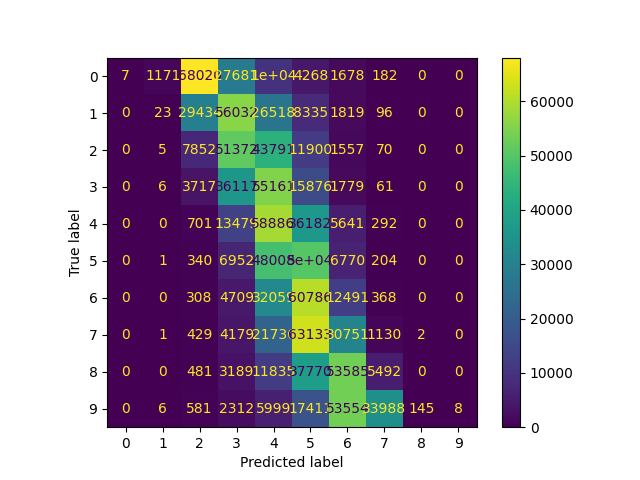 0 7 1171 68020 27681 1e+04 4268 1678 182 0 0 60000
1 0 23 29434 56032 26518 8335 1819 96 0 0
2 0 5 7852 51372 43791 11900 1557 70 0 0 50000
3 0 6 3717 36117 55161 15876 1779 61 0 0 40000
True label
4 0 0 701 13479 58886 36182 5641 292 0 0
5 0 1 340 6952 48008 5e+04 6770 204 0 0 30000
6 0 0 308 4709 32059 60786 12491 368 0 0 20000
7 0 1 429 4179 21730 63133 30751 1130 2 0
8 0 0 481 3189 11835 37770 53585 5492 0 0 10000
9 0 6 581 2312 5999 17411 53554 33988 145 8 0
0 1 2 3 4 5 6 7 8 9
Predicted label